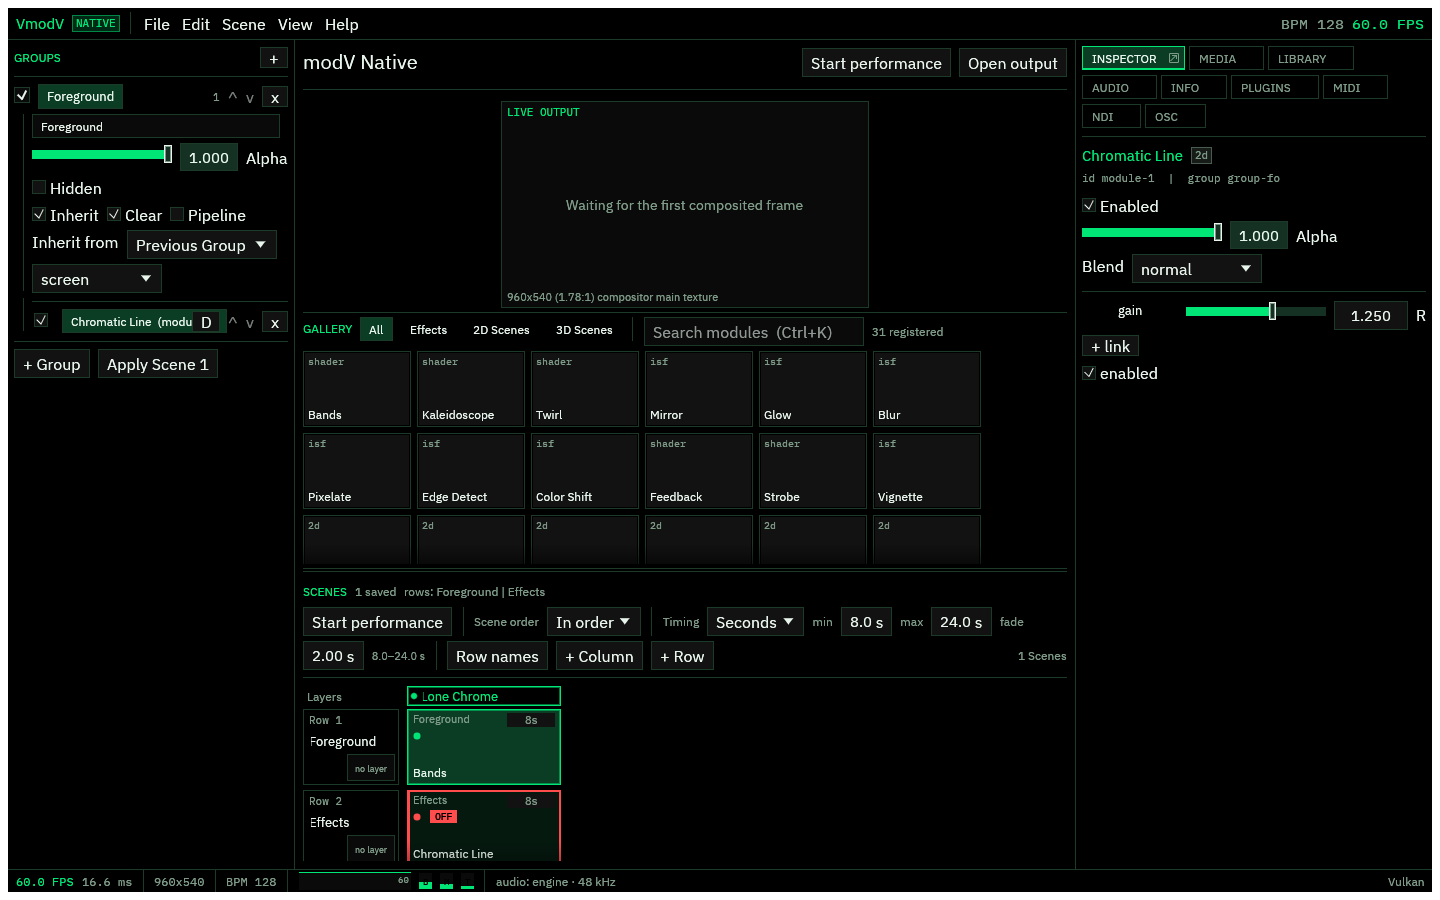 VmodV NATIVE File Edit Scene View Help BPM 128 60.0 FPS
GROUPS +
Foreground 1 ^ v x
Foreground
1.000 Alpha
Hidden
Inherit Clear Pipeline
Inherit from Previous Group
screen
Chromatic Line (modu D ^ v x
+ Group Apply Scene 1
modV Native Start performance Open output
LIVE OUTPUT
Waiting for the first composited frame
960x540 (1.78:1) compositor main texture
GALLERY All Effects 2D Scenes 3D Scenes Search modules (Ctrl+K) 31 registered
shader shader shader isf isf isf
Bands Kaleidoscope Twirl Mirror Glow Blur
isf isf isf shader shader isf
Pixelate Edge Detect Color Shift Feedback Strobe Vignette
2d 2d 2d 2d 2d 2d
SCENES 1 saved rows: Foreground | Effects
Start performance Scene order In order Timing Seconds min 8.0 s max 24.0 s fade
2.00 s 8.0–24.0 s Row names + Column + Row 1 Scenes
Layers Lone Chrome
Row 1 Foreground 8s
Foreground
no layer Bands
Row 2 Effects 8s
Effects OFF
no layer Chromatic Line
INSPECTOR MEDIA LIBRARY
AUDIO INFO PLUGINS MIDI
NDI OSC
Chromatic Line 2d
id module-1 | group group-fo
Enabled
1.000 Alpha
Blend normal
gain 1.250 R
+ link
enabled
60.0 FPS 16.6 ms 960x540 BPM 128 60 audio: engine · 48 kHz Vulkan